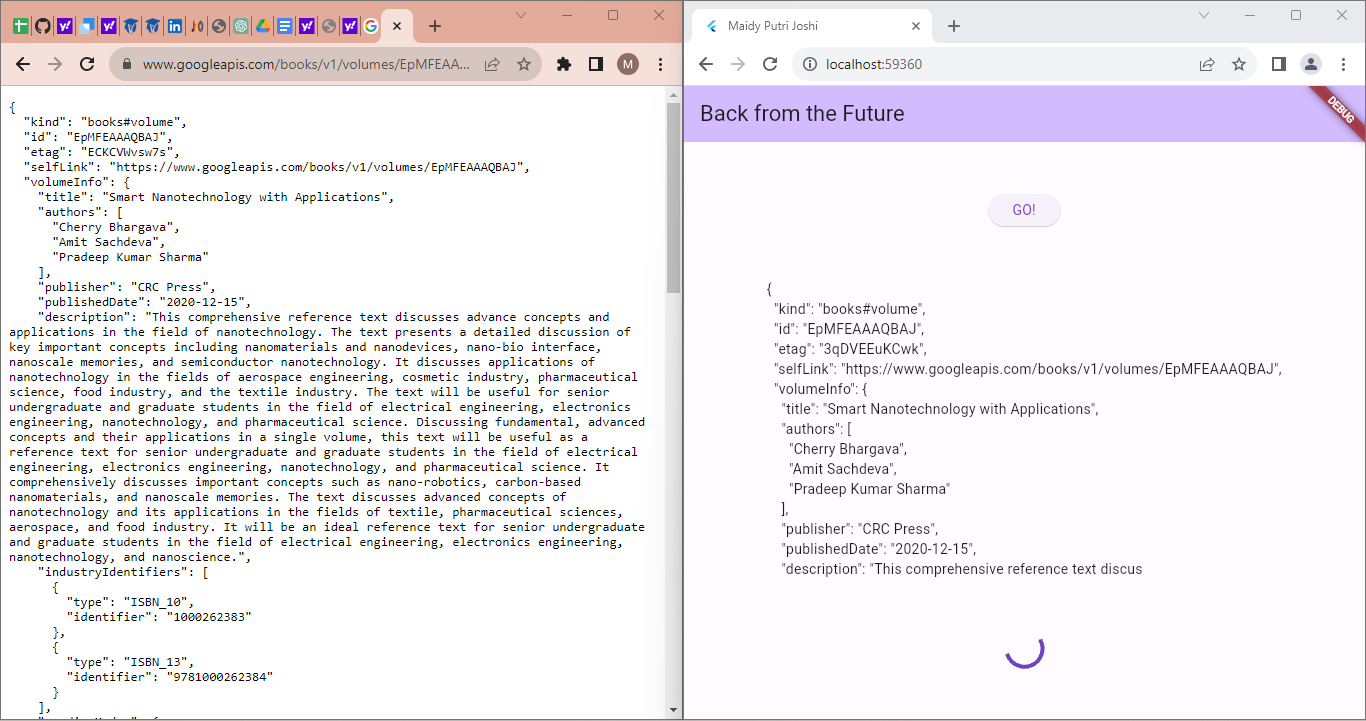 www.googleapis.com/books/v1/volumes/EpMFEAA...
M
{
"kind": "books#volume",
"id": "EpMFEAAAQBAJ",
"etag": "ECKCVWvsw7s",
"selfLink": "https://www.googleapis.com/books/v1/volumes/EpMFEAAAQBAJ",
"volumeInfo": {
"title": "Smart Nanotechnology with Applications",
"authors": [
"Cherry Bhargava",
"Amit Sachdeva",
"Pradeep Kumar Sharma"
],
"publisher": "CRC Press",
"publishedDate": "2020-12-15",
"description": "This comprehensive reference text discusses advance concepts and
applications in the field of nanotechnology. The text presents a detailed discussion of
key important concepts including nanomaterials and nanodevices, nano-bio interface,
nanoscale memories, and semiconductor nanotechnology. It discusses applications of
nanotechnology in the fields of aerospace engineering, cosmetic industry, pharmaceutical
science, food industry, and the textile industry. The text will be useful for senior
undergraduate and graduate students in the field of electrical engineering, electronics
engineering, nanotechnology, and pharmaceutical science. Discussing fundamental, advanced
concepts and their applications in a single volume, this text will be useful as a
reference text for senior undergraduate and graduate students in the field of electrical
engineering, electronics engineering, nanotechnology, and pharmaceutical science. It
comprehensively discusses important concepts such as nano-robotics, carbon-based
nanomaterials, and nanoscale memories. The text discusses advanced concepts of
nanotechnology and its applications in the fields of textile, pharmaceutical sciences,
aerospace, and food industry. It will be an ideal reference text for senior undergraduate
and graduate students in the field of electrical engineering, electronics engineering,
nanotechnology, and nanoscience.",
"industryIdentifiers": [
{
"type": "ISBN_10",
"identifier": "1000262383"
},
{
"type": "ISBN_13",
"identifier": "9781000262384"
}
],
Maidy Putri Joshi
localhost:59360
Back from the Future
DEBUG
GO!
{
"kind": "books#volume",
"id": "EpMFEAAAQBAJ",
"etag": "3qDVEEuKCwk",
"selfLink": "https://www.googleapis.com/books/v1/volumes/EpMFEAAAQBAJ",
"volumeInfo": {
"title": "Smart Nanotechnology with Applications",
"authors": [
"Cherry Bhargava",
"Amit Sachdeva",
"Pradeep Kumar Sharma"
],
"publisher": "CRC Press",
"publishedDate": "2020-12-15",
"description": "This comprehensive reference text discus